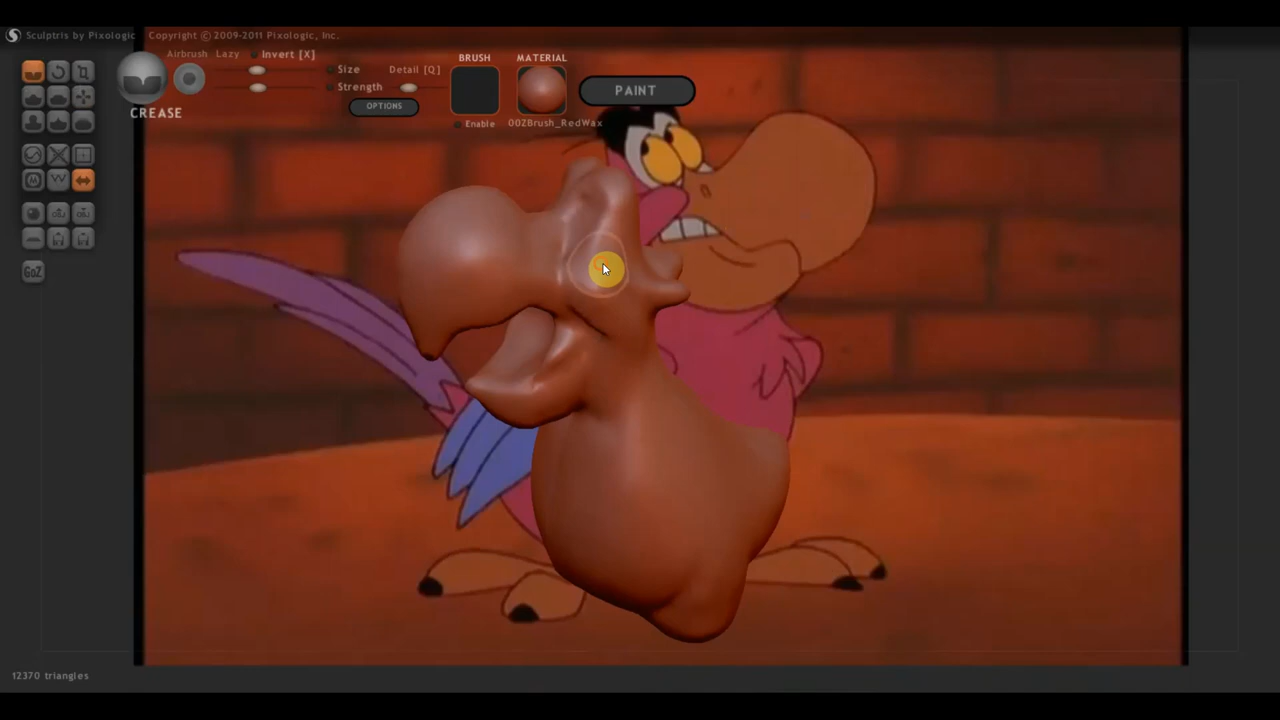 Sculptris by Pixologic Copyright © 2009-2011 Pixologic, Inc.
Airbrush Lazy Invert [X]
Size Detail [Q]
Strength
OPTIONS
CREASE
BRUSH
Enable
MATERIAL
00ZBrush_RedWax
PAINT
GoZ
12370 triangles